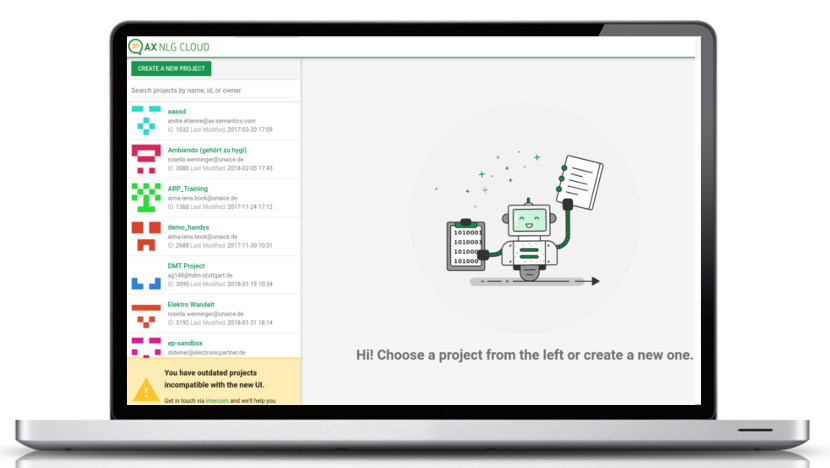 AX NLG CLOUD
CREATE A NEW PROJECT
Search projects by name, id, or owner
aaasd
andre.etienne@ax-semantics.com
ID: 1032 Last Modified: 2017-03-20 17:09
Ambiendo (gehört zu hygi)
rosella.wenninger@unaice.de
ID: 3080 Last Modified: 2018-02-05 17:43
ARP_Training
anna-lena.bock@unaice.de
ID: 1360 Last Modified: 2017-11-24 17:12
demo_handys
anna-lena.bock@unaice.de
ID: 2688 Last Modified: 2017-11-30 10:31
DMT Project
ag148@hdm-stuttgart.de
ID: 3090 Last Modified: 2018-01-19 10:34
Elektro Wandelt
rosella.wenninger@unaice.de
ID: 3192 Last Modified: 2018-01-31 18:14
ep-sandbox
dsteiner@electronicpartner.de
You have outdated projects
incompatible with the new UI.
Get in touch via intercom and we'll help you
1010001
1010001
101000
101000
Hi! Choose a project from the left or create a new one.